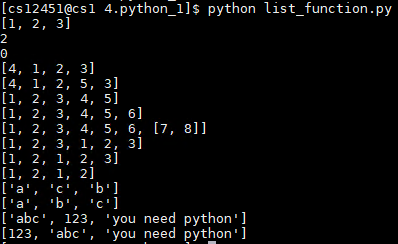 [cs12451@cs1 4.python_1]$ python list_function.py
[1, 2, 3]
2
0
[4, 1, 2, 3]
[4, 1, 2, 5, 3]
[1, 2, 3, 4, 5]
[1, 2, 3, 4, 5, 6]
[1, 2, 3, 4, 5, 6, [7, 8]]
[1, 2, 3, 1, 2, 3]
[1, 2, 1, 2, 3]
[1, 2, 1, 2]
['a', 'c', 'b']
['a', 'b', 'c']
['abc', 123, 'you need python']
[123, 'abc', 'you need python']